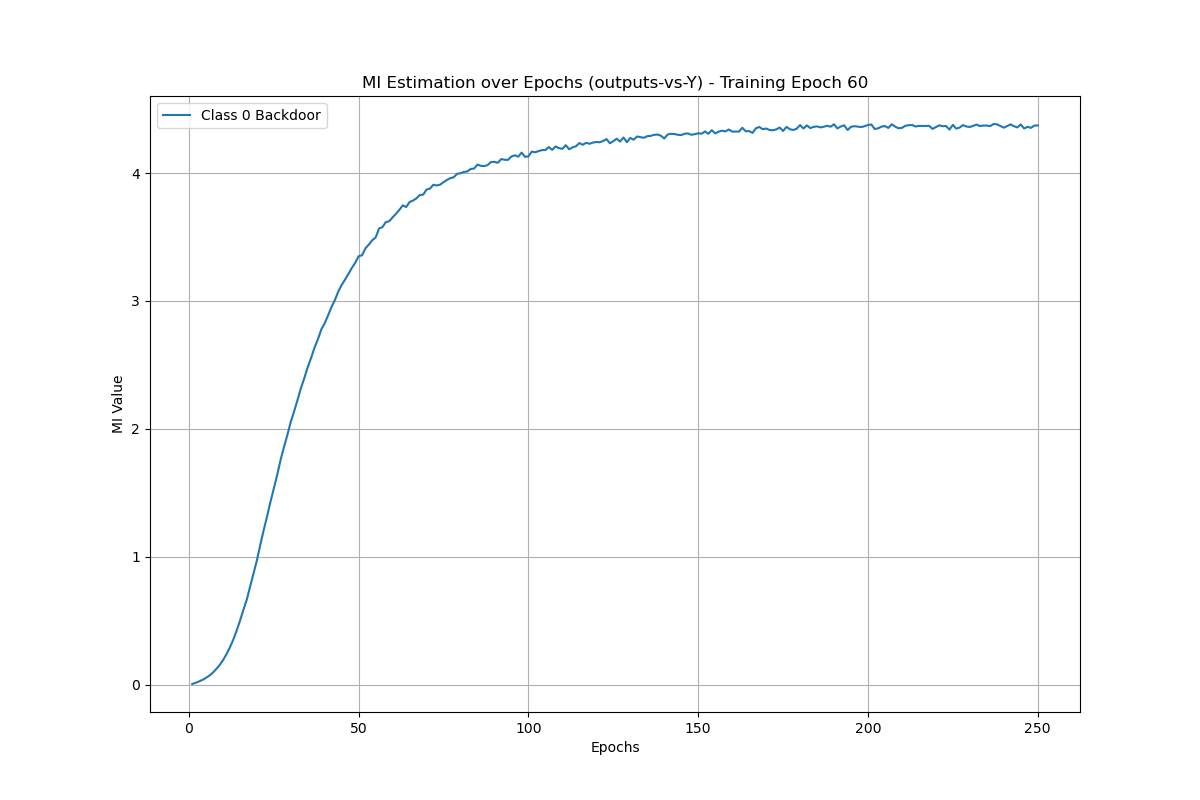 MI Estimation over Epochs (outputs-vs-Y) - Training Epoch 60
Class 0 Backdoor
MI Value
4
3
2
1
0
0 50 100 150 200 250
Epochs